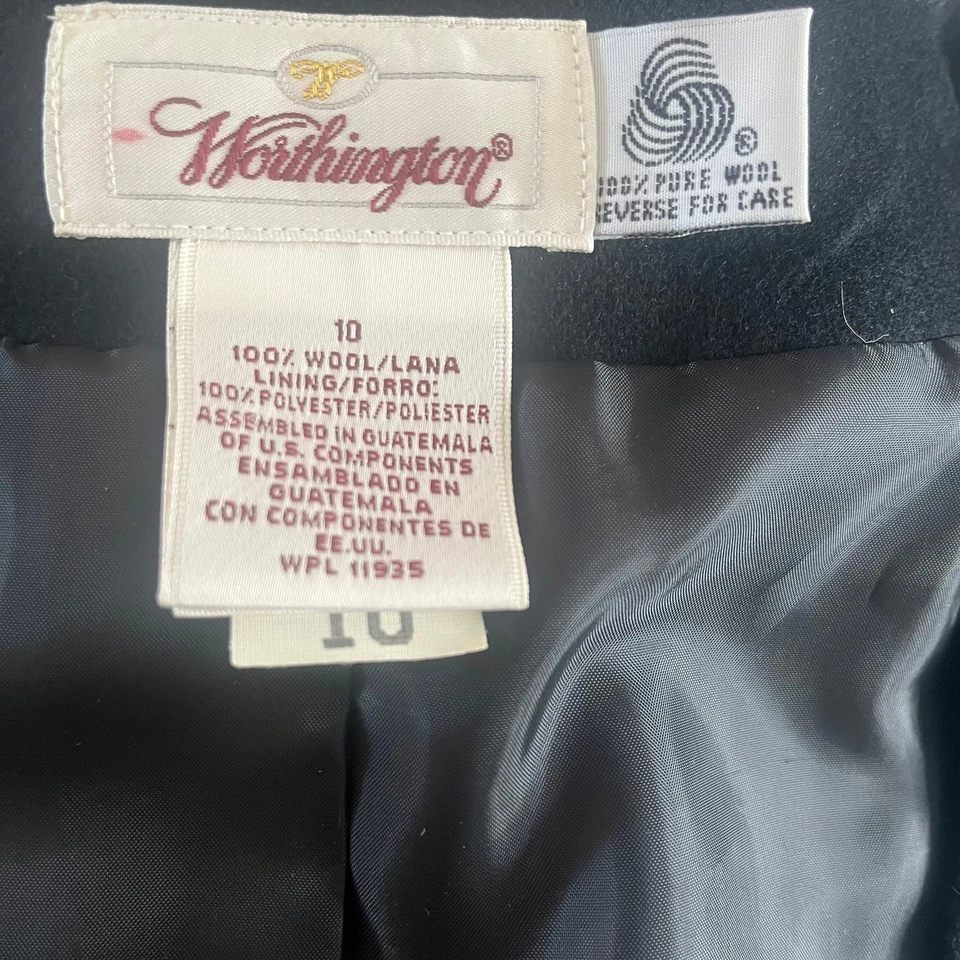 Worthington®
®
100% PURE WOOL
REVERSE FOR CARE
10
100% WOOL/LANA
LINING/FORRO:
100% POLYESTER/POLIESTER
ASSEMBLED IN GUATEMALA
OF U.S. COMPONENTS
ENSAMBLADO EN
GUATEMALA
CON COMPONENTES DE
EE.UU.
WPL 11935
10